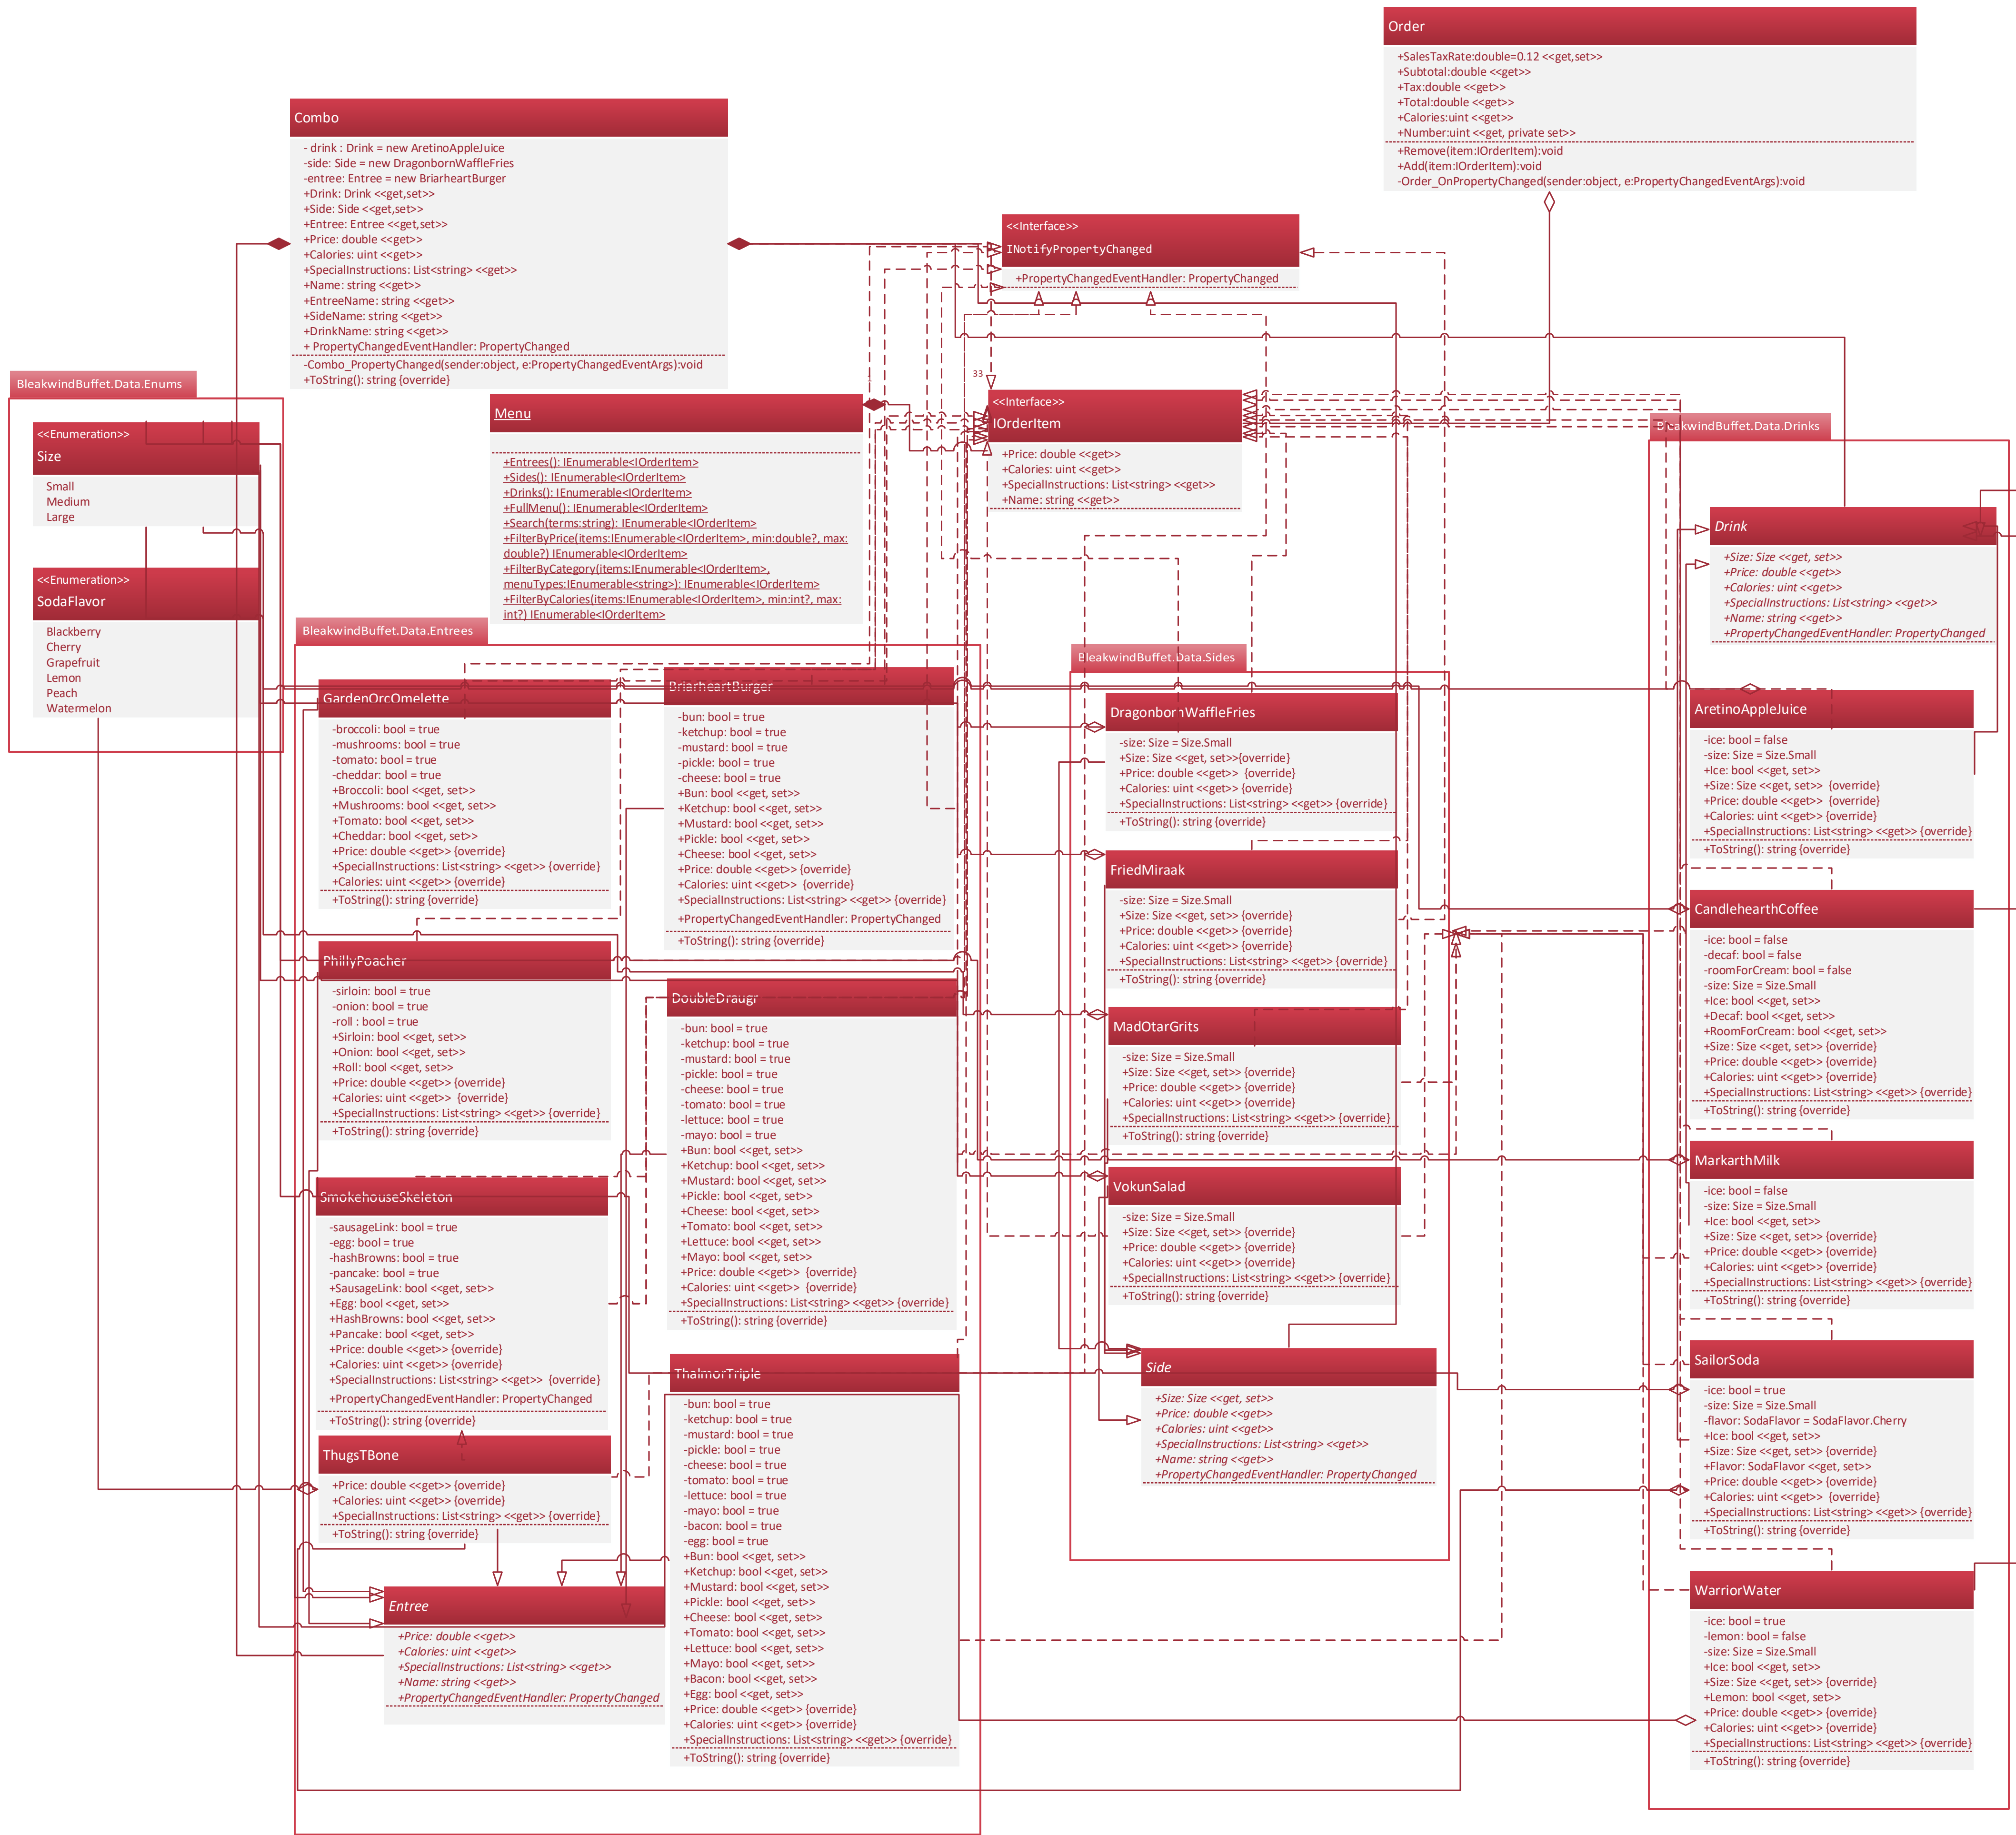 Order
+SalesTaxRate:double=0.12 <<get,set>>
+Subtotal:double <<get>>
+Tax:double <<get>>
+Total:double <<get>>
+Calories:uint <<get>>
+Number:uint <<get, private set>>
+Remove(item:IOrderItem):void
+Add(item:IOrderItem):void
-Order_OnPropertyChanged(sender:object, e:PropertyChangedEventArgs):void
Combo
- drink : Drink = new AretinoAppleJuice
-side: Side = new DragonbornWaffleFries
-entree: Entree = new BriarheartBurger
+Drink: Drink <<get,set>>
+Side: Side <<get,set>>
+Entree: Entree <<get,set>>
+Price: double <<get>>
+Calories: uint <<get>>
+SpecialInstructions: List<string> <<get>>
+Name: string <<get>>
+EntreeName: string <<get>>
+SideName: string <<get>>
+DrinkName: string <<get>>
+ PropertyChangedEventHandler: PropertyChanged
-Combo_PropertyChanged(sender:object, e:PropertyChangedEventArgs):void
+ToString(): string {override}
<<Interface>>
INotifyPropertyChanged
+PropertyChangedEventHandler: PropertyChanged
33
<<Interface>>
IOrderItem
+Price: double <<get>>
+Calories: uint <<get>>
+SpecialInstructions: List<string> <<get>>
+Name: string <<get>>
BleakwindBuffet.Data.Enums
<<Enumeration>>
Size
Small
Medium
Large
<<Enumeration>>
SodaFlavor
Blackberry
Cherry
Grapefruit
Lemon
Peach
Watermelon
Menu
+Entrees(): IEnumerable<IOrderItem>
+Sides(): IEnumerable<IOrderItem>
+Drinks(): IEnumerable<IOrderItem>
+FullMenu(): IEnumerable<IOrderItem>
+Search(terms:string): IEnumerable<IOrderItem>
+FilterByPrice(items:IEnumerable<IOrderItem>, min:double?, max:
double?) IEnumerable<IOrderItem>
+FilterByCategory(items:IEnumerable<IOrderItem>,
menuTypes:IEnumerable<string>): IEnumerable<IOrderItem>
+FilterByCalories(items:IEnumerable<IOrderItem>, min:int?, max:
int?) IEnumerable<IOrderItem>
BleakwindBuffet.Data.Entrees
GardenOrcOmelette
-broccoli: bool = true
-mushrooms: bool = true
-tomato: bool = true
-cheddar: bool = true
+Broccoli: bool <<get, set>>
+Mushrooms: bool <<get, set>>
+Tomato: bool <<get, set>>
+Cheddar: bool <<get, set>>
+Price: double <<get>> {override}
+SpecialInstructions: List<string> <<get>> {override}
+Calories: uint <<get>> {override}
+ToString(): string {override}
PhillyPoacher
-sirloin: bool = true
-onion: bool = true
-roll : bool = true
+Sirloin: bool <<get, set>>
+Onion: bool <<get, set>>
+Roll: bool <<get, set>>
+Price: double <<get>> {override}
+Calories: uint <<get>> {override}
+SpecialInstructions: List<string> <<get>> {override}
+ToString(): string {override}
SmokehouseSkeleton
-sausageLink: bool = true
-egg: bool = true
-hashBrowns: bool = true
-pancake: bool = true
+SausageLink: bool <<get, set>>
+Egg: bool <<get, set>>
+HashBrowns: bool <<get, set>>
+Pancake: bool <<get, set>>
+Price: double <<get>> {override}
+Calories: uint <<get>> {override}
+SpecialInstructions: List<string> <<get>> {override}
+PropertyChangedEventHandler: PropertyChanged
+ToString(): string {override}
ThugsTBone
+Price: double <<get>> {override}
+Calories: uint <<get>> {override}
+SpecialInstructions: List<string> <<get>> {override}
+ToString(): string {override}
Entree
+Price: double <<get>>
+Calories: uint <<get>>
+SpecialInstructions: List<string> <<get>>
+Name: string <<get>>
+PropertyChangedEventHandler: PropertyChanged
BriarheartBurger
-bun: bool = true
-ketchup: bool = true
-mustard: bool = true
-pickle: bool = true
-cheese: bool = true
+Bun: bool <<get, set>>
+Ketchup: bool <<get, set>>
+Mustard: bool <<get, set>>
+Pickle: bool <<get, set>>
+Cheese: bool <<get, set>>
+Price: double <<get>> {override}
+Calories: uint <<get>> {override}
+SpecialInstructions: List<string> <<get>> {override}
+PropertyChangedEventHandler: PropertyChanged
+ToString(): string {override}
DoubleDraugr
-bun: bool = true
-ketchup: bool = true
-mustard: bool = true
-pickle: bool = true
-cheese: bool = true
-tomato: bool = true
-lettuce: bool = true
-mayo: bool = true
+Bun: bool <<get, set>>
+Ketchup: bool <<get, set>>
+Mustard: bool <<get, set>>
+Pickle: bool <<get, set>>
+Cheese: bool <<get, set>>
+Tomato: bool <<get, set>>
+Lettuce: bool <<get, set>>
+Mayo: bool <<get, set>>
+Price: double <<get>> {override}
+Calories: uint <<get>> {override}
+SpecialInstructions: List<string> <<get>> {override}
+ToString(): string {override}
ThalmorTriple
-bun: bool = true
-ketchup: bool = true
-mustard: bool = true
-pickle: bool = true
-cheese: bool = true
-tomato: bool = true
-lettuce: bool = true
-mayo: bool = true
-bacon: bool = true
-egg: bool = true
+Bun: bool <<get, set>>
+Ketchup: bool <<get, set>>
+Mustard: bool <<get, set>>
+Pickle: bool <<get, set>>
+Cheese: bool <<get, set>>
+Tomato: bool <<get, set>>
+Lettuce: bool <<get, set>>
+Mayo: bool <<get, set>>
+Bacon: bool <<get, set>>
+Egg: bool <<get, set>>
+Price: double <<get>> {override}
+Calories: uint <<get>> {override}
+SpecialInstructions: List<string> <<get>> {override}
+ToString(): string {override}
BleakwindBuffet.Data.Sides
DragonbornWaffleFries
-size: Size = Size.Small
+Size: Size <<get, set>>{override}
+Price: double <<get>> {override}
+Calories: uint <<get>> {override}
+SpecialInstructions: List<string> <<get>> {override}
+ToString(): string {override}
FriedMiraak
-size: Size = Size.Small
+Size: Size <<get, set>> {override}
+Price: double <<get>> {override}
+Calories: uint <<get>> {override}
+SpecialInstructions: List<string> <<get>> {override}
+ToString(): string {override}
MadOtarGrits
-size: Size = Size.Small
+Size: Size <<get, set>> {override}
+Price: double <<get>> {override}
+Calories: uint <<get>> {override}
+SpecialInstructions: List<string> <<get>> {override}
+ToString(): string {override}
VokunSalad
-size: Size = Size.Small
+Size: Size <<get, set>> {override}
+Price: double <<get>> {override}
+Calories: uint <<get>> {override}
+SpecialInstructions: List<string> <<get>> {override}
+ToString(): string {override}
Side
+Size: Size <<get, set>>
+Price: double <<get>>
+Calories: uint <<get>>
+SpecialInstructions: List<string> <<get>>
+Name: string <<get>>
+PropertyChangedEventHandler: PropertyChanged
BleakwindBuffet.Data.Drinks
Drink
+Size: Size <<get, set>>
+Price: double <<get>>
+Calories: uint <<get>>
+SpecialInstructions: List<string> <<get>>
+Name: string <<get>>
+PropertyChangedEventHandler: PropertyChanged
AretinoAppleJuice
-ice: bool = false
-size: Size = Size.Small
+Ice: bool <<get, set>>
+Size: Size <<get, set>> {override}
+Price: double <<get>> {override}
+Calories: uint <<get>> {override}
+SpecialInstructions: List<string> <<get>> {override}
+ToString(): string {override}
CandlehearthCoffee
-ice: bool = false
-decaf: bool = false
-roomForCream: bool = false
-size: Size = Size.Small
+Ice: bool <<get, set>>
+Decaf: bool <<get, set>>
+RoomForCream: bool <<get, set>>
+Size: Size <<get, set>> {override}
+Price: double <<get>> {override}
+Calories: uint <<get>> {override}
+SpecialInstructions: List<string> <<get>> {override}
+ToString(): string {override}
MarkarthMilk
-ice: bool = false
-size: Size = Size.Small
+Ice: bool <<get, set>>
+Size: Size <<get, set>> {override}
+Price: double <<get>> {override}
+Calories: uint <<get>> {override}
+SpecialInstructions: List<string> <<get>> {override}
+ToString(): string {override}
SailorSoda
-ice: bool = true
-size: Size = Size.Small
-flavor: SodaFlavor = SodaFlavor.Cherry
+Ice: bool <<get, set>>
+Size: Size <<get, set>> {override}
+Flavor: SodaFlavor <<get, set>>
+Price: double <<get>> {override}
+Calories: uint <<get>> {override}
+SpecialInstructions: List<string> <<get>> {override}
+ToString(): string {override}
WarriorWater
-ice: bool = true
-lemon: bool = false
-size: Size = Size.Small
+Ice: bool <<get, set>>
+Size: Size <<get, set>> {override}
+Lemon: bool <<get, set>>
+Price: double <<get>> {override}
+Calories: uint <<get>> {override}
+SpecialInstructions: List<string> <<get>> {override}
+ToString(): string {override}